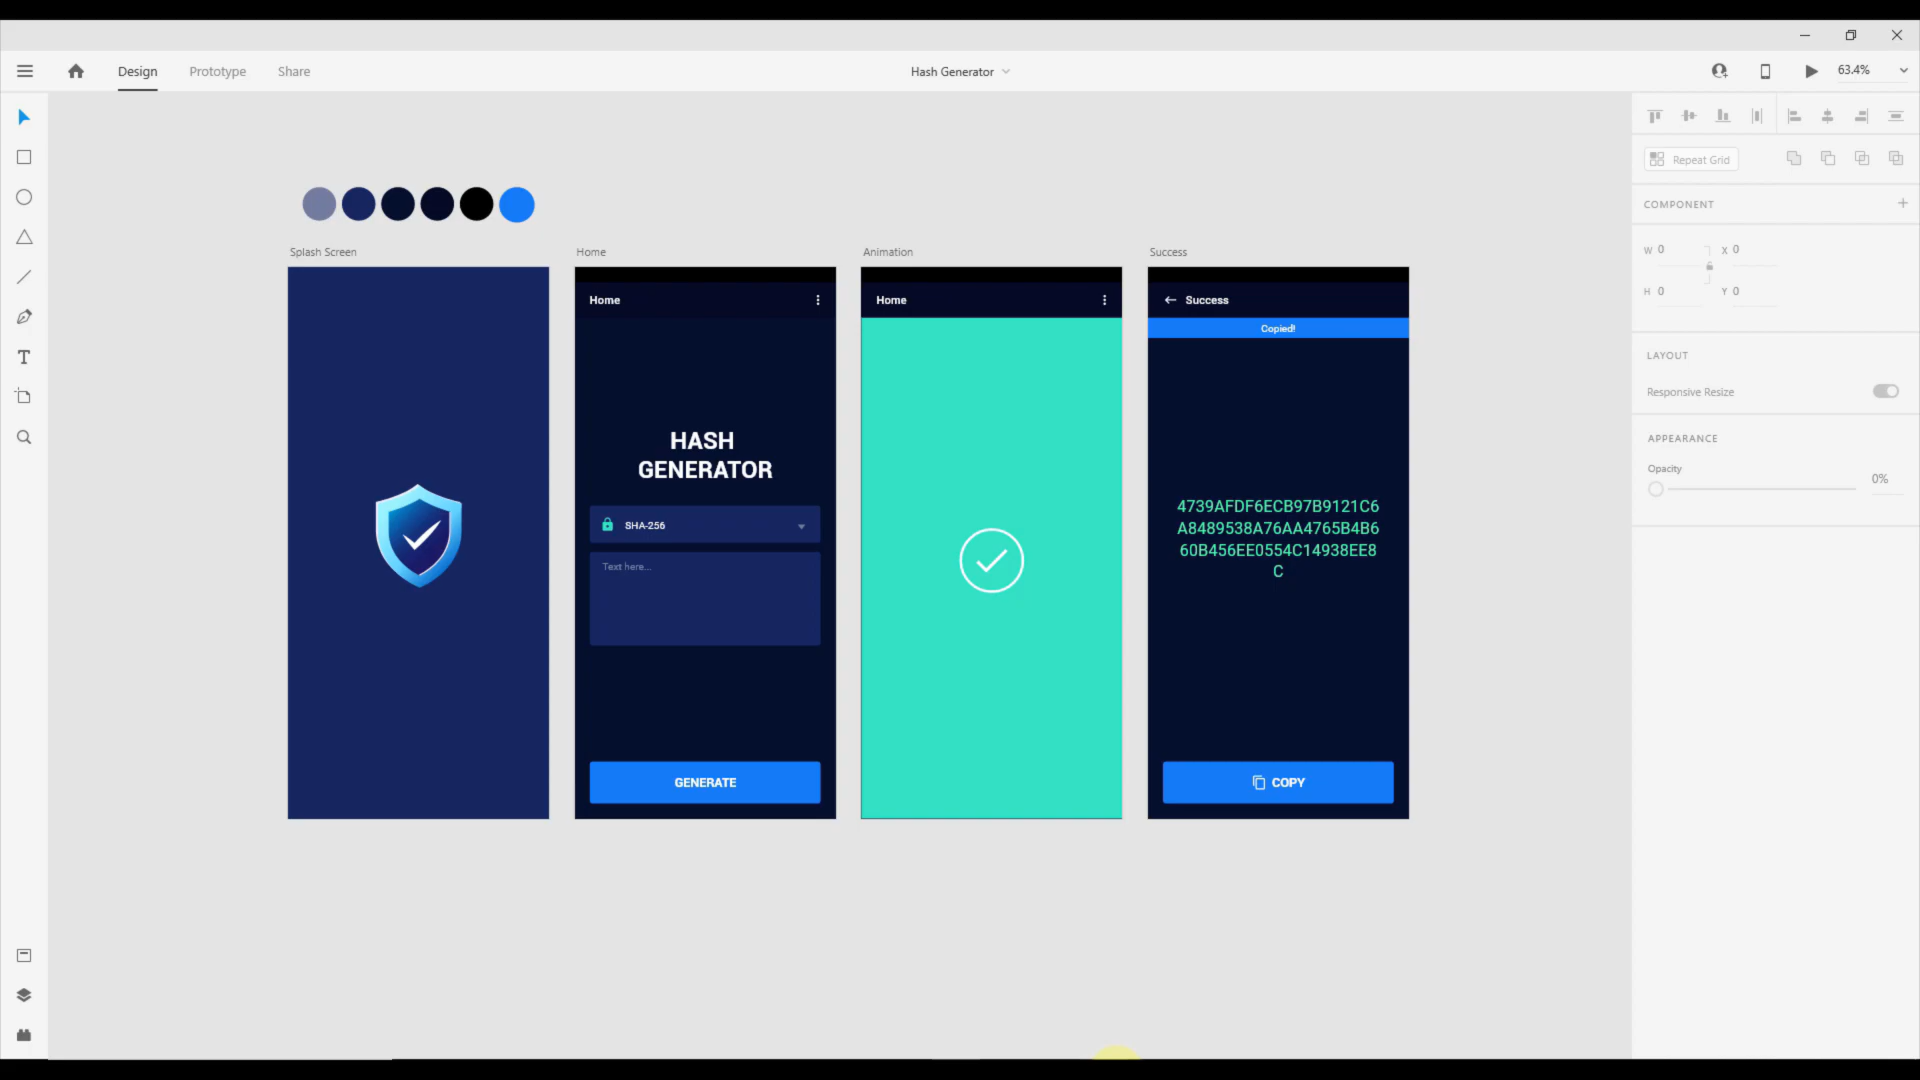 Design
Prototype
Share
Hash Generator
63.4%
Repeat Grid
COMPONENT
W 0
X 0
H 0
Y 0
LAYOUT
Responsive Resize
APPEARANCE
Opacity
0%
Splash Screen
Home
Home
HASH
GENERATOR
SHA-256
Text here...
GENERATE
Animation
Home
Success
Success
Copied!
4739AFDF6ECB97B9121C6
A8489538A76AA4765B4B6
60B456EE0554C14938EE8
C
COPY